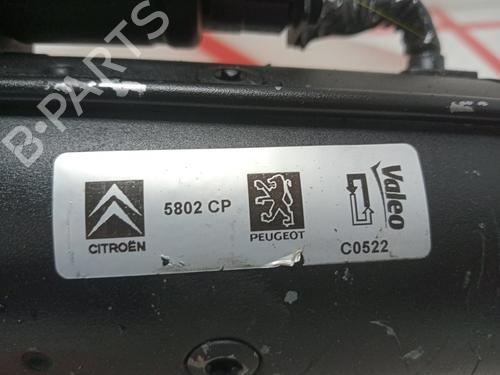 B-PARTS
CITROËN
5802 CP
PEUGEOT
Valeo
C0522